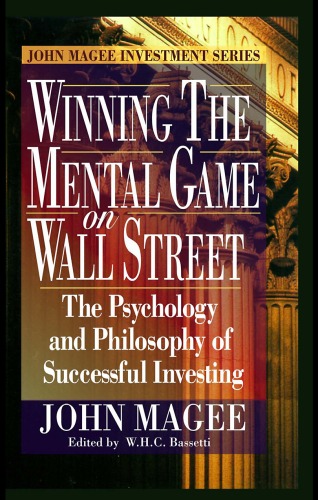 JOHN MAGEE INVESTMENT SERIES
WINNING THE
MENTAL GAME
on
WALL STREET
The Psychology
and Philosophy of
Successful Investing
JOHN MAGEE
Edited by W.H.C. Bassetti